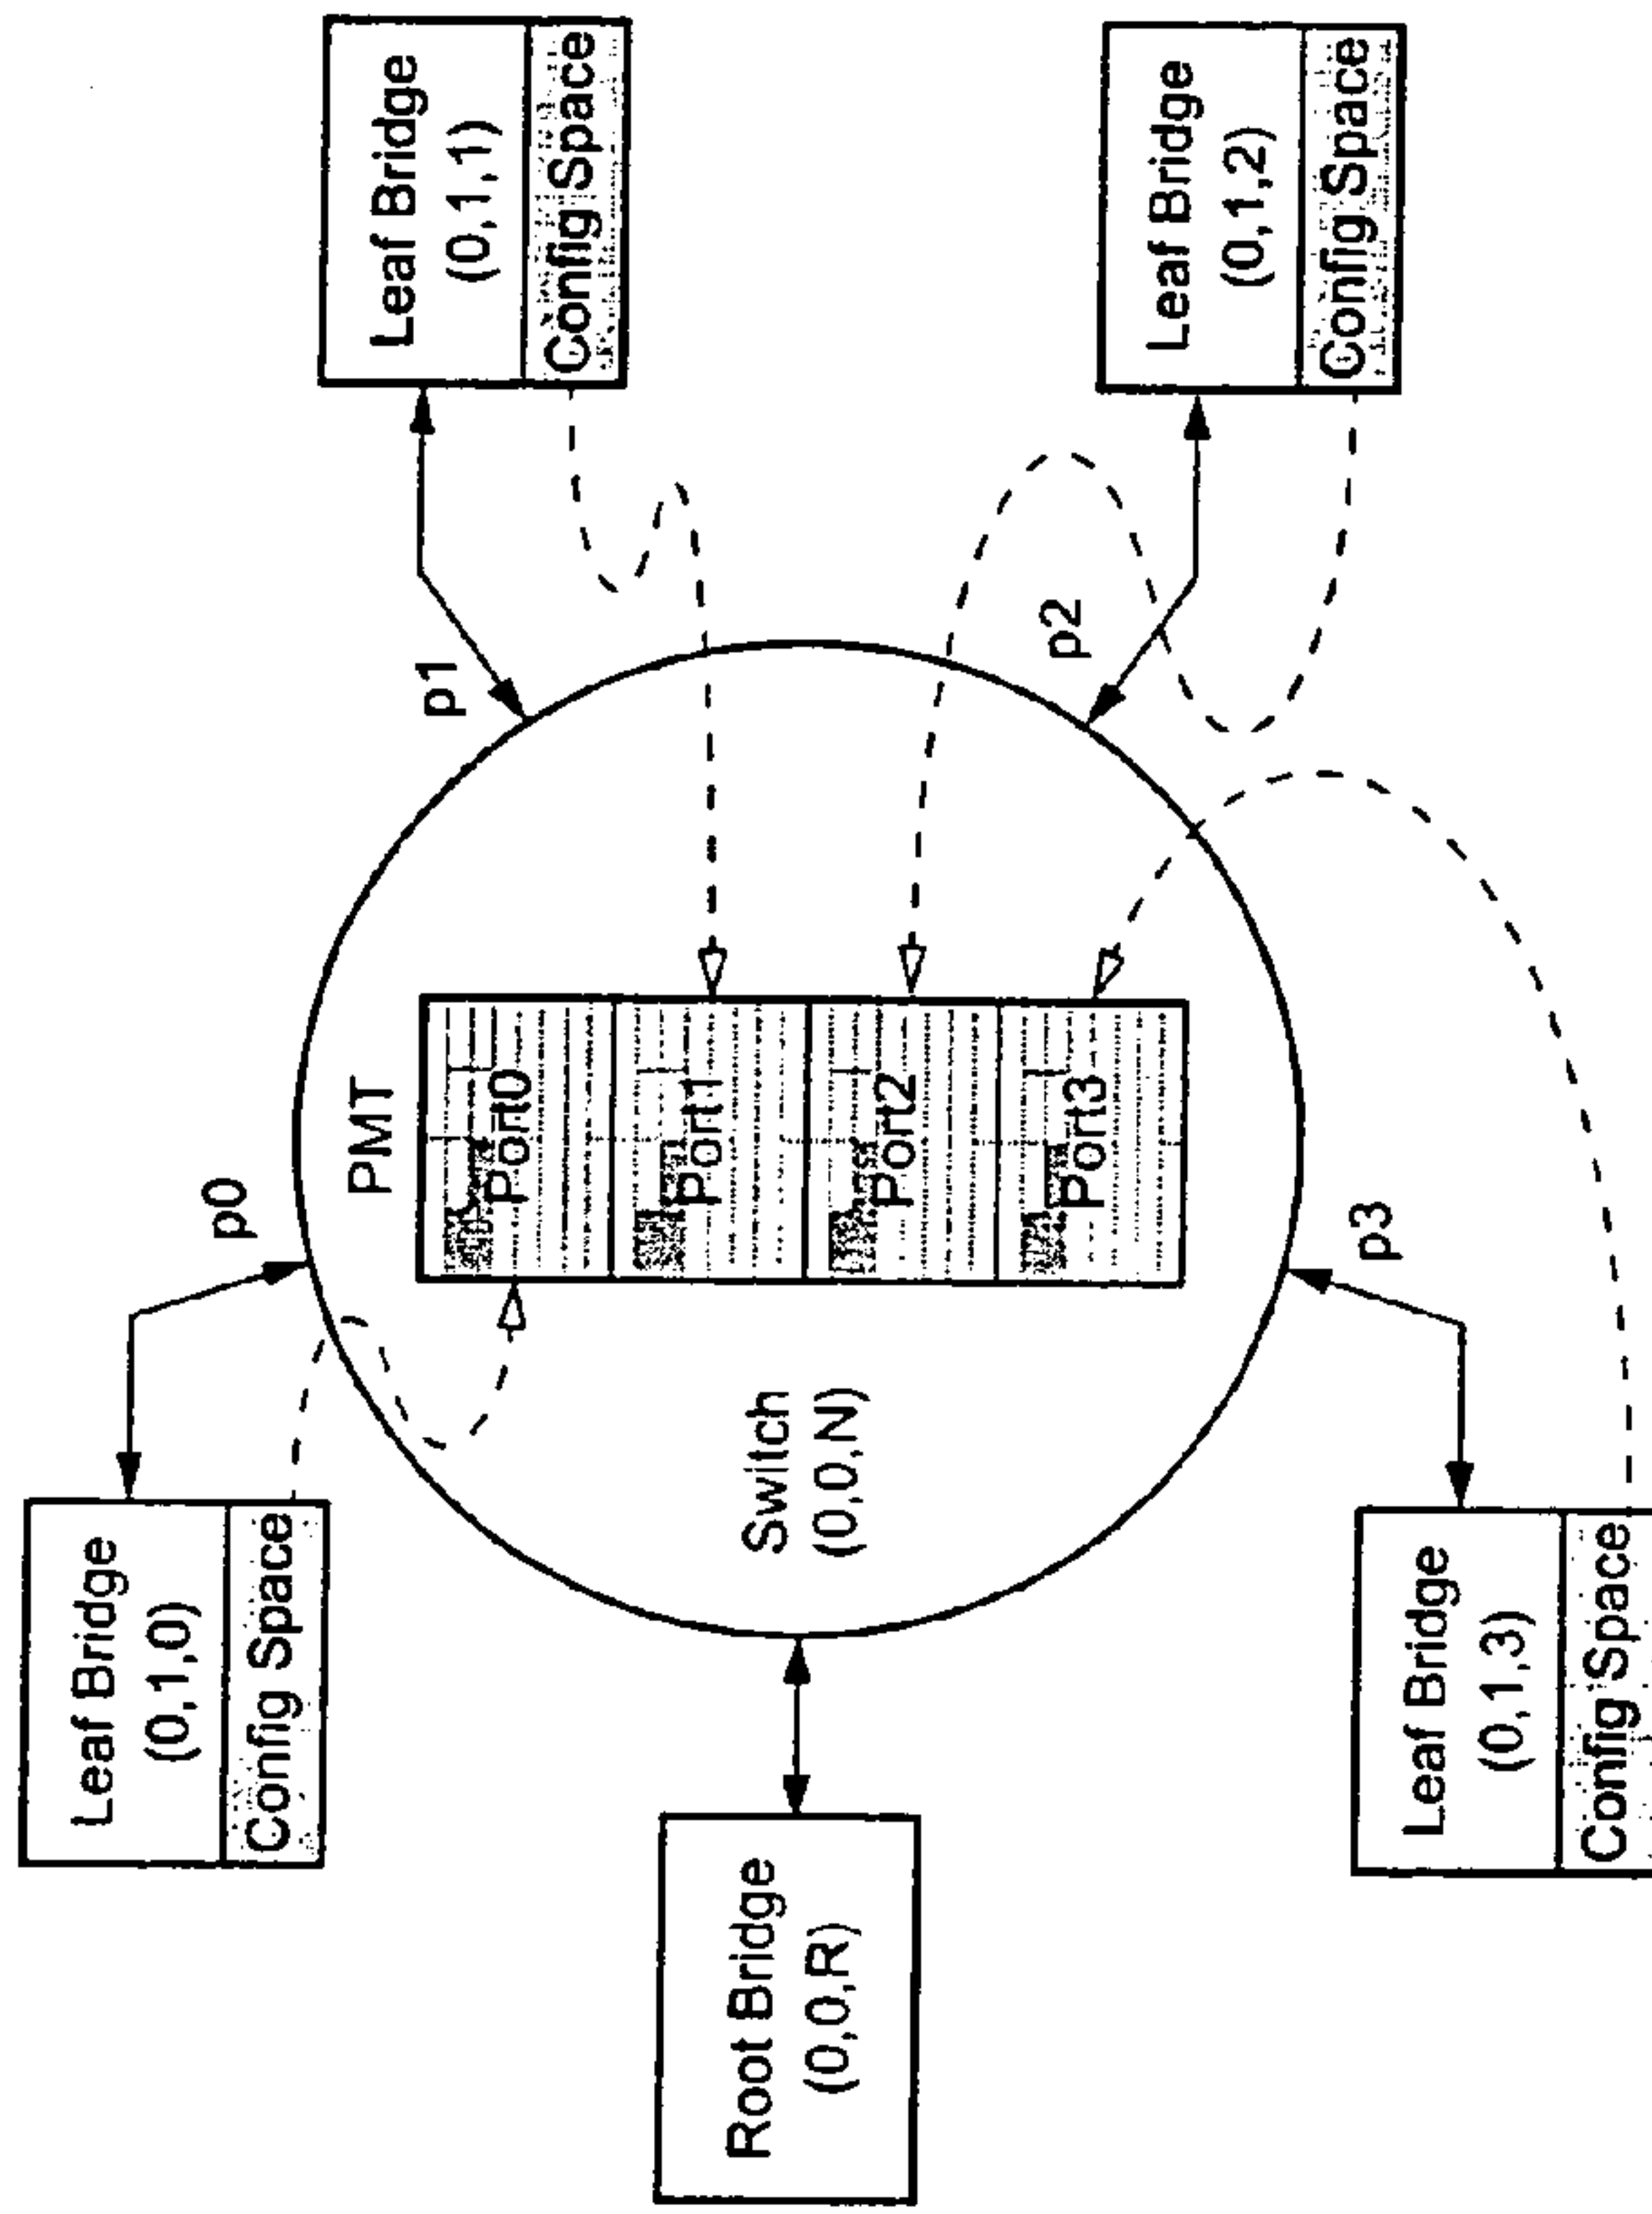 Leaf Bridge
(0,1,0)
Config Space
p0
Leaf Bridge
(0,1,1)
Config Space
p1
PMT
Port0
Port1
Port2
Port3
Switch
(0,0,N)
Root Bridge
(0,0,R)
p2
Leaf Bridge
(0,1,2)
Config Space
p3
Leaf Bridge
(0,1,3)
Config Space